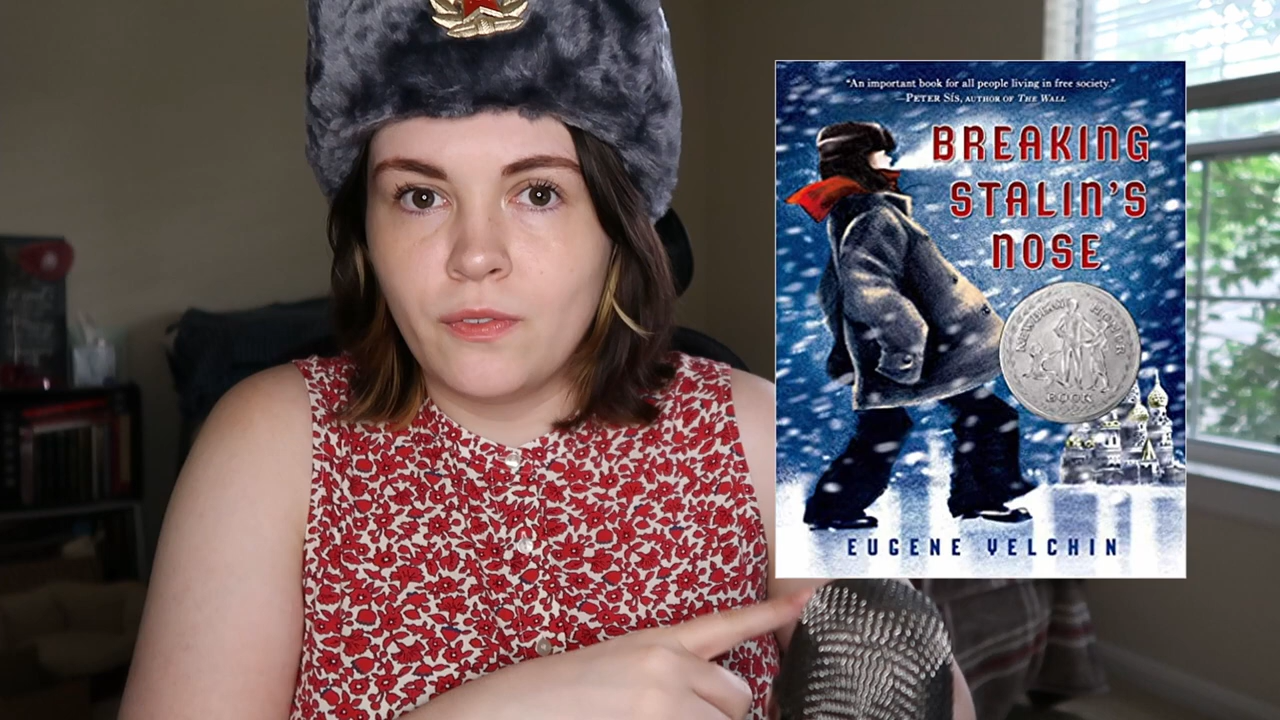 “An important book for all people living in free society.”
—PETER SÍS, AUTHOR OF THE WALL
BREAKING
STALIN’S
NOSE
NEWBERY HONOR
BOOK
EUGENE YELCHIN